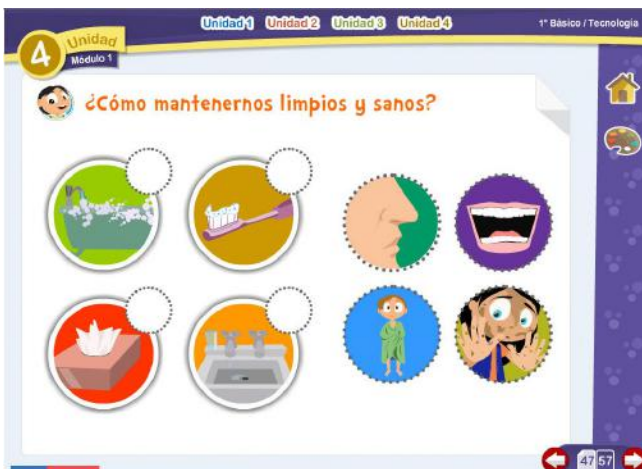 Unidad 1 Unidad 2 Unidad 3 Unidad 4
1° Básico / Tecnología
4 Unidad
Módulo 1
¿Cómo mantenernos limpios y sanos?
47 57